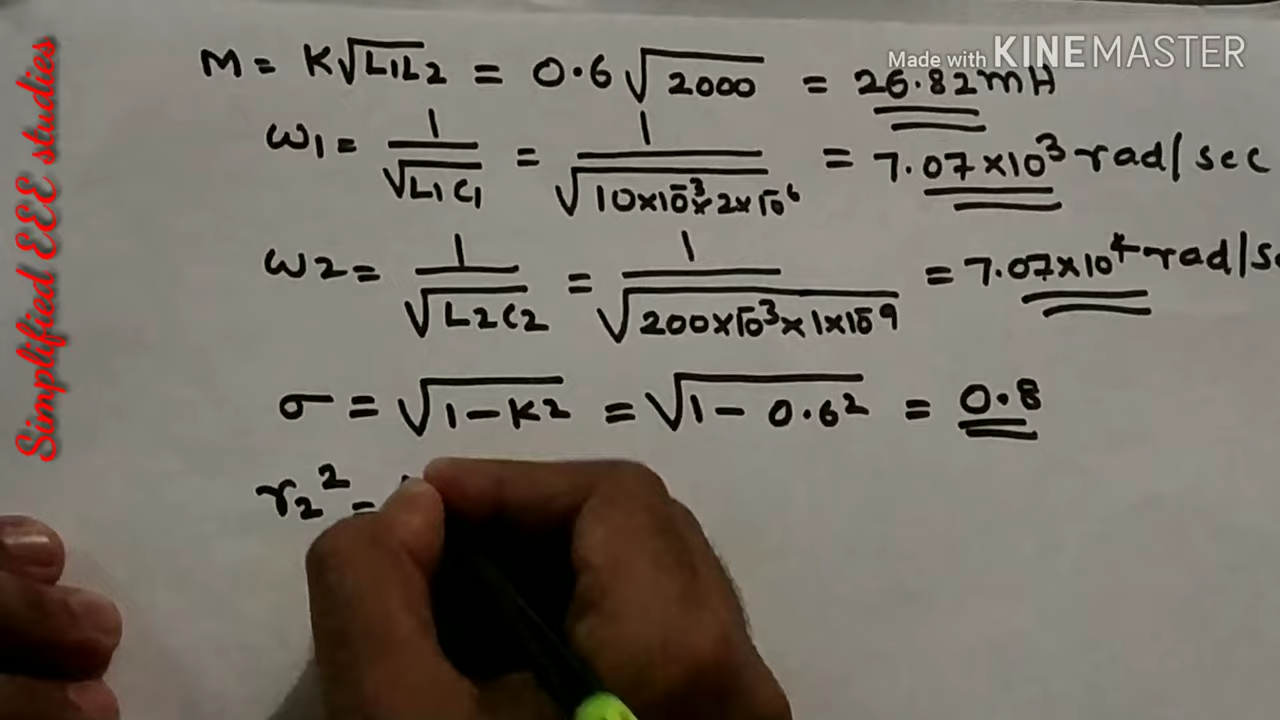 Made with KINEMASTER
Simplified EEE studies
M = K√L1L2 = 0.6 √2000 = 26.82mH
ω1 = 1/√L1C1 = 1/√10×10⁻³×2×10⁻⁶ = 7.07×10³ rad/sec
ω2 = 1/√L2C2 = 1/√200×10⁻³×1×10⁻⁹ = 7.07×10⁴ rad/s
σ = √1-K2 = √1-0.6² = 0.8
r₂² =